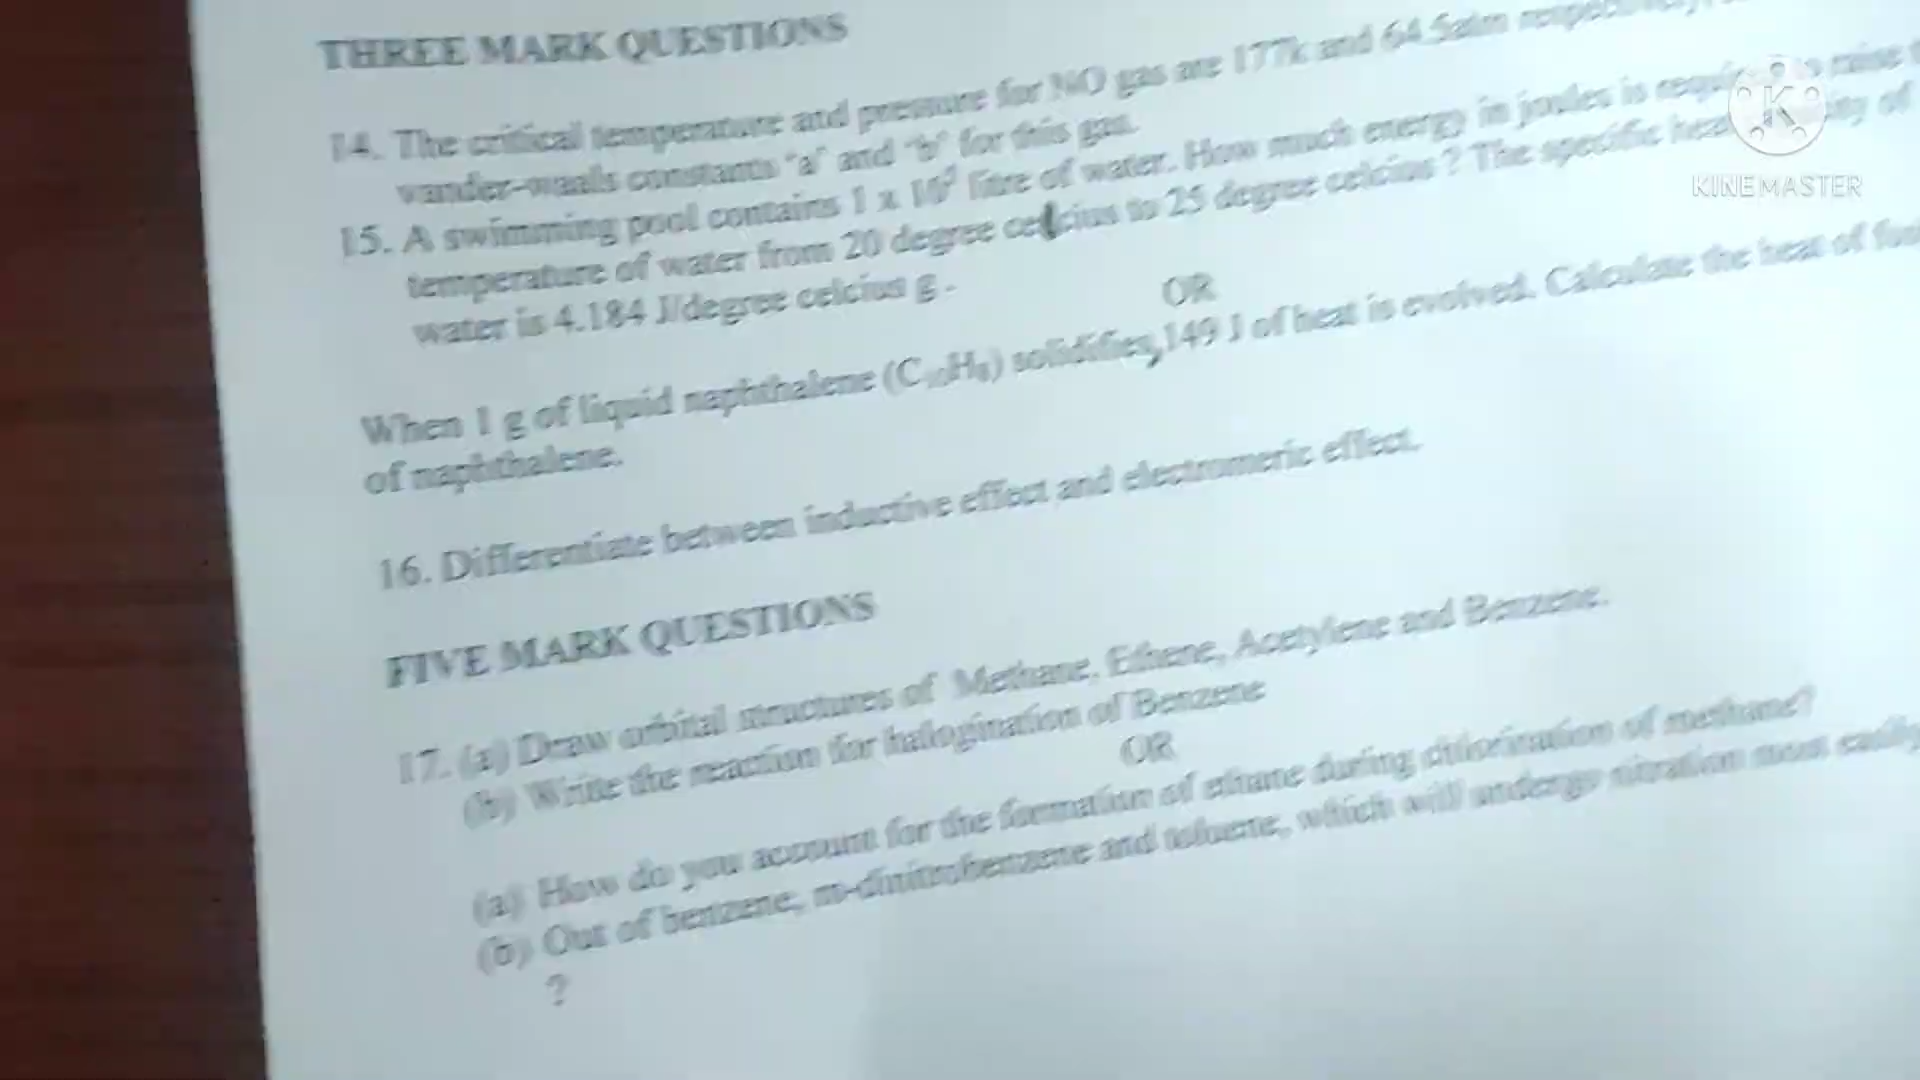 THREE MARK QUESTIONS
14. The critical temperature and pressure for NO gas are 177k and 64.5atm respectively,
vander-waals constants 'a' and 'b' for this gas.
15. A swimming pool contains 1 x litre of water. How much energy in joules is to raise
temperature of water from 20 degree celcius to 25 degree celcius ? The specific heat of
water is 4.184 J/degree celcius g .
OR
When 1 g of liquid naphthalene (C₁₀H₈) solidifies,149 J of heat is evolved. Calculate the heat of
of naphthalene.
16. Differentiate between inductive effect and electromeric effect.
FIVE MARK QUESTIONS
17. (a) Draw orbital structures of Methane, Ethene, Acetylene and Benzene.
(b) Write the reaction for halogination of Benzene
OR
(a) How do you account for the formation of ethane during chlorination of methane?
(b) Out of benzene, m-dinitrobenzene and toluene, which will undergo nitration most easily
?
K
KINEMASTER